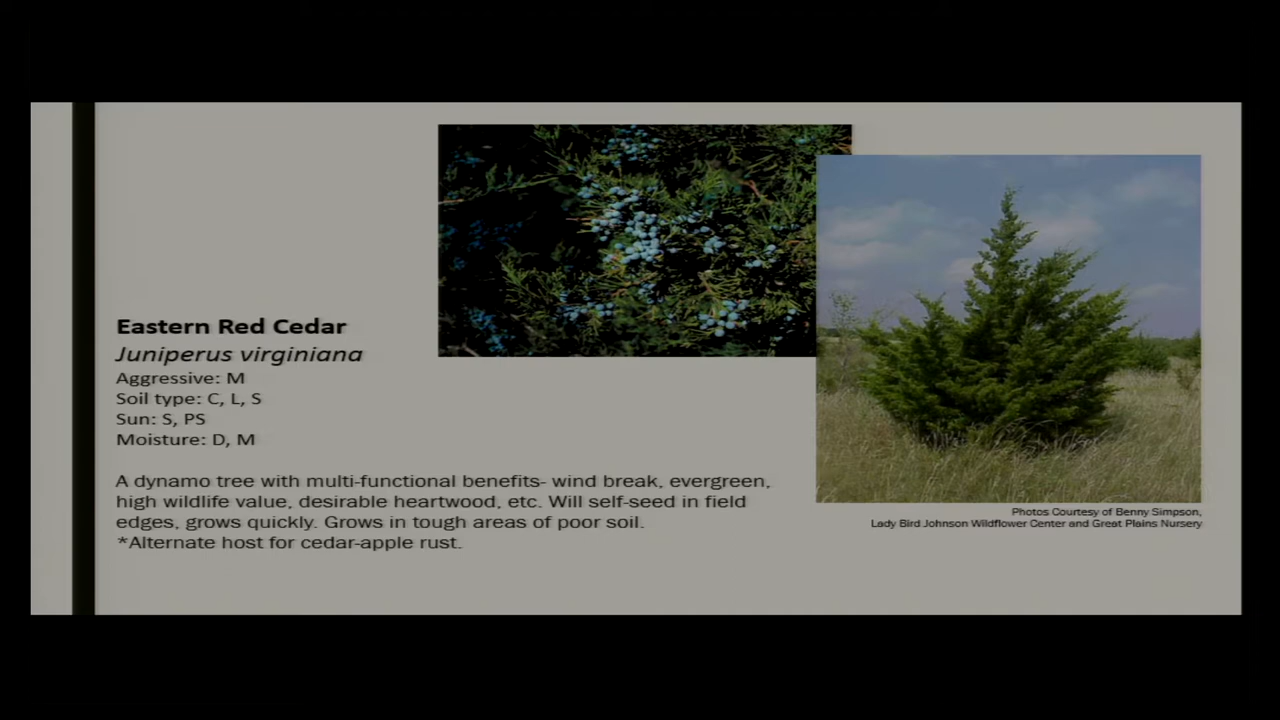 Eastern Red Cedar
Juniperus virginiana
Aggressive: M
Soil type: C, L, S
Sun: S, PS
Moisture: D, M
A dynamo tree with multi-functional benefits- wind break, evergreen,
high wildlife value, desirable heartwood, etc. Will self-seed in field
edges, grows quickly. Grows in tough areas of poor soil.
*Alternate host for cedar-apple rust.
Photos Courtesy of Benny Simpson,
Lady Bird Johnson Wildflower Center and Great Plains Nursery